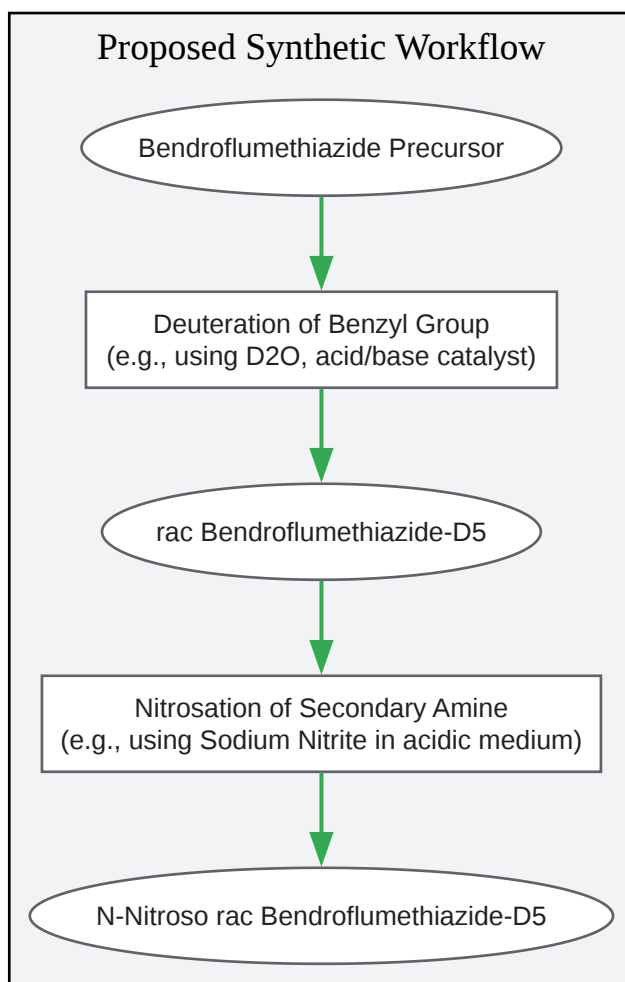 Proposed Synthetic Workflow
Bendroflumethiazide Precursor
Deuteration of Benzyl Group
(e.g., using D2O, acid/base catalyst)
rac Bendroflumethiazide-D5
Nitrosation of Secondary Amine
(e.g., using Sodium Nitrite in acidic medium)
N-Nitroso rac Bendroflumethiazide-D5